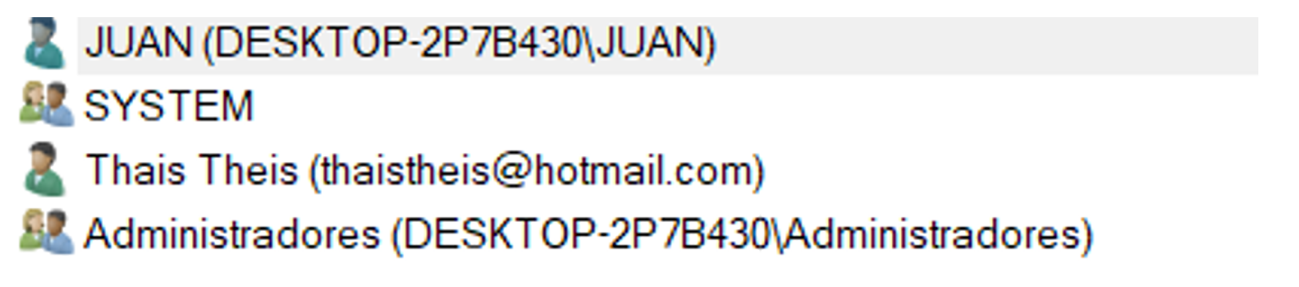 JUAN (DESKTOP-2P7B430\JUAN)
SYSTEM
Thais Theis (thaistheis@hotmail.com)
Administradores (DESKTOP-2P7B430\Administradores)